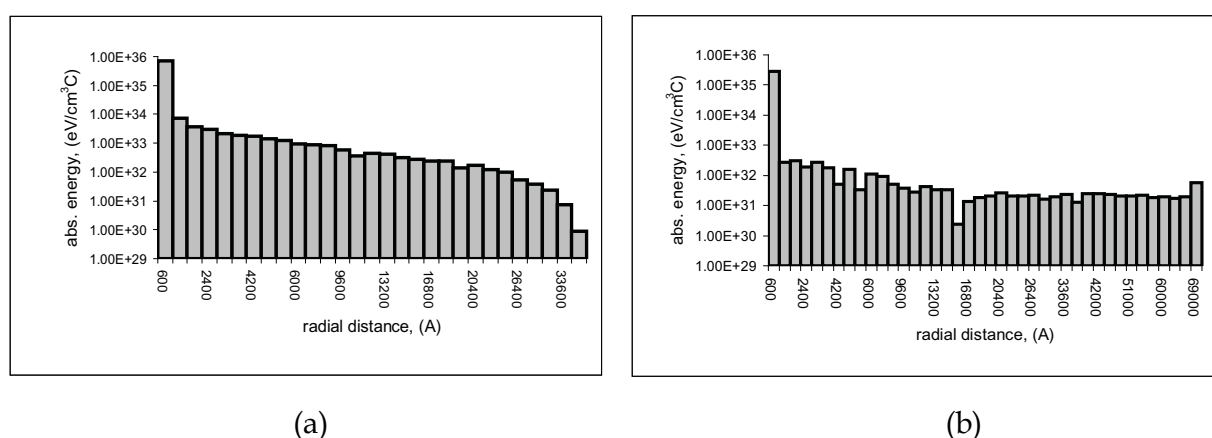 1.00E+36
1.00E+35
1.00E+34
1.00E+33
1.00E+32
1.00E+31
1.00E+30
1.00E+29
abs. energy, (eV/cm³C)
600
2400
4200
6000
9600
13200
16800
20400
26400
33600
radial distance, (A)
(a)
1.00E+36
1.00E+35
1.00E+34
1.00E+33
1.00E+32
1.00E+31
1.00E+30
1.00E+29
abs. energy, (eV/cm³C)
600
2400
4200
6000
9600
13200
16800
20400
26400
33600
42000
51000
60000
69000
radial distance, (A)
(b)